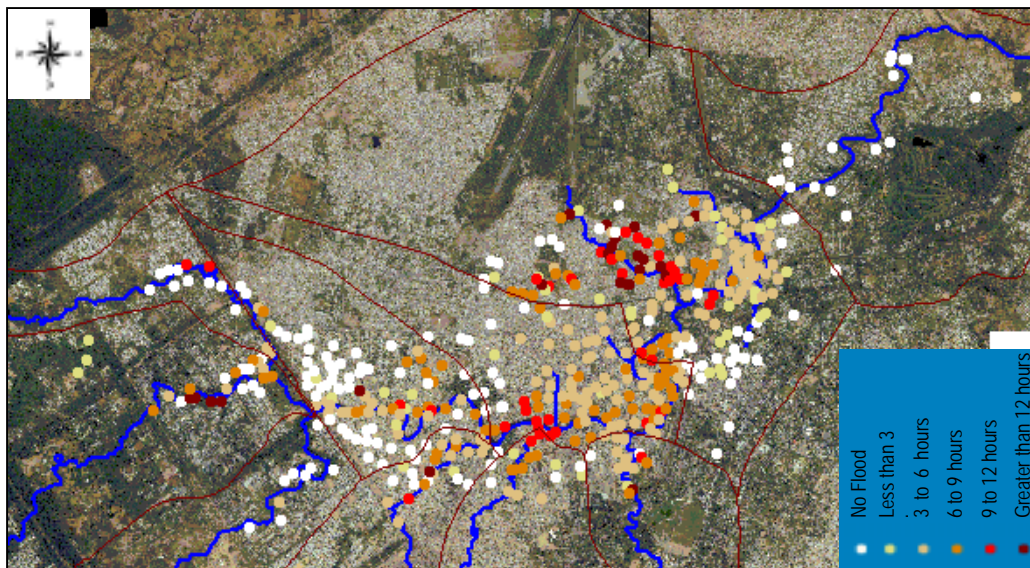 No Flood
Less than 3
3 to 6 hours
6 to 9 hours
9 to 12 hours
Greater than 12 hours